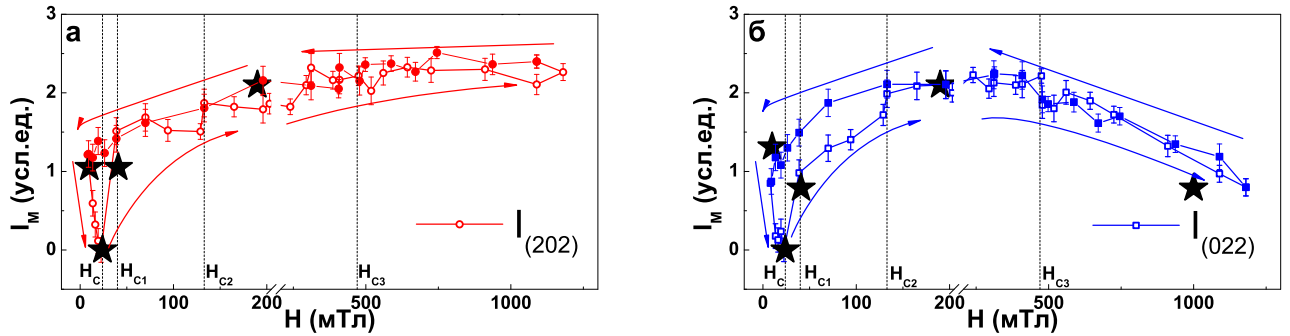 а
I_M (усл.ед.)
3
2
1
0
I_(202)
H_C
H_C1
H_C2
H_C3
0 100 200 500 1000
H (мТл)
б
I_M (усл.ед.)
3
2
1
0
I_(022)
H_C
H_C1
H_C2
H_C3
0 100 200 500 1000
H (мТл)